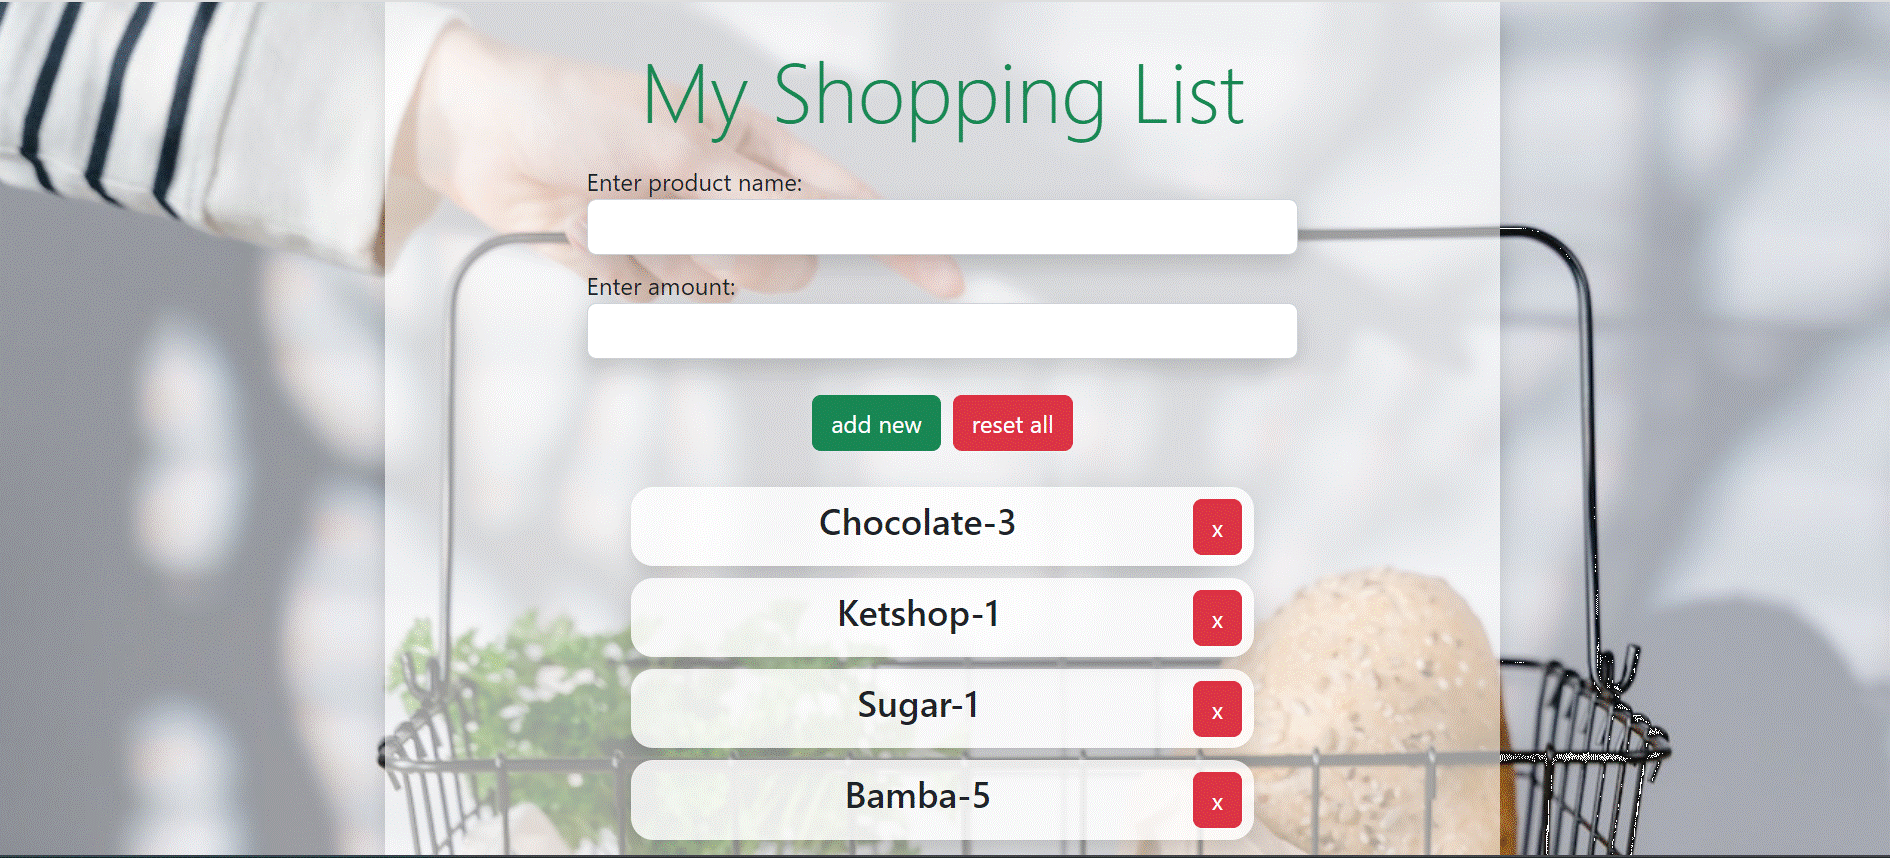 My Shopping List
Enter product name:
Enter amount:
add new reset all
Chocolate-3 x
Ketshop-1 x
Sugar-1 x
Bamba-5 x